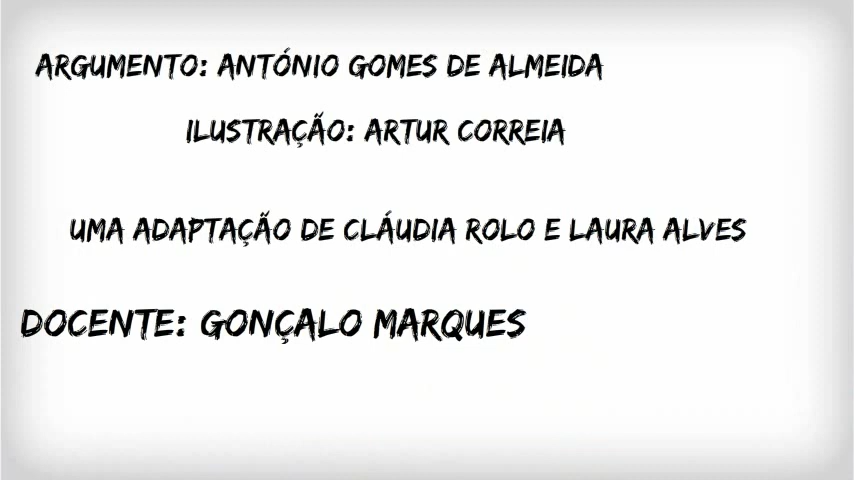 ARGUMENTO: ANTÓNIO GOMES DE ALMEIDA
ILUSTRAÇÃO: ARTUR CORREIA
UMA ADAPTAÇÃO DE CLÁUDIA ROLO E LAURA ALVES
DOCENTE: GONÇALO MARQUES